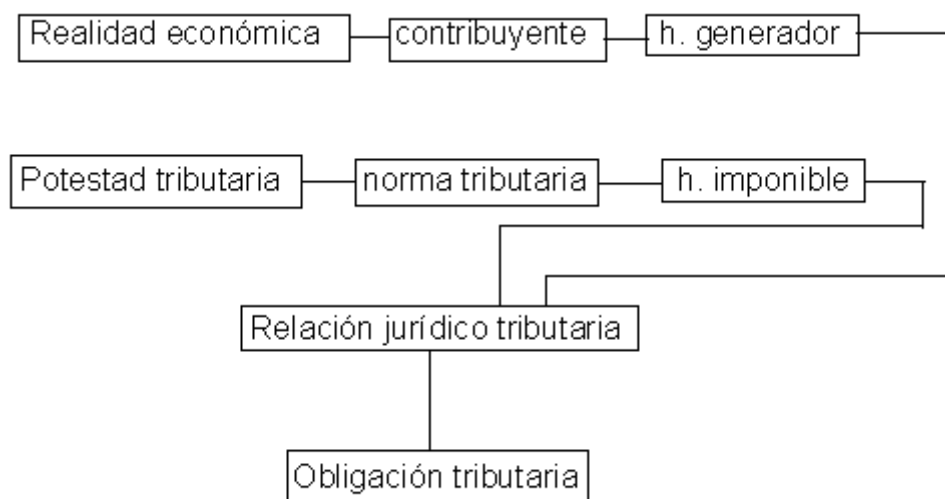 Realidad económica contribuyente h. generador
Potestad tributaria norma tributaria h. imponible
Relación jurídico tributaria
Obligación tributaria